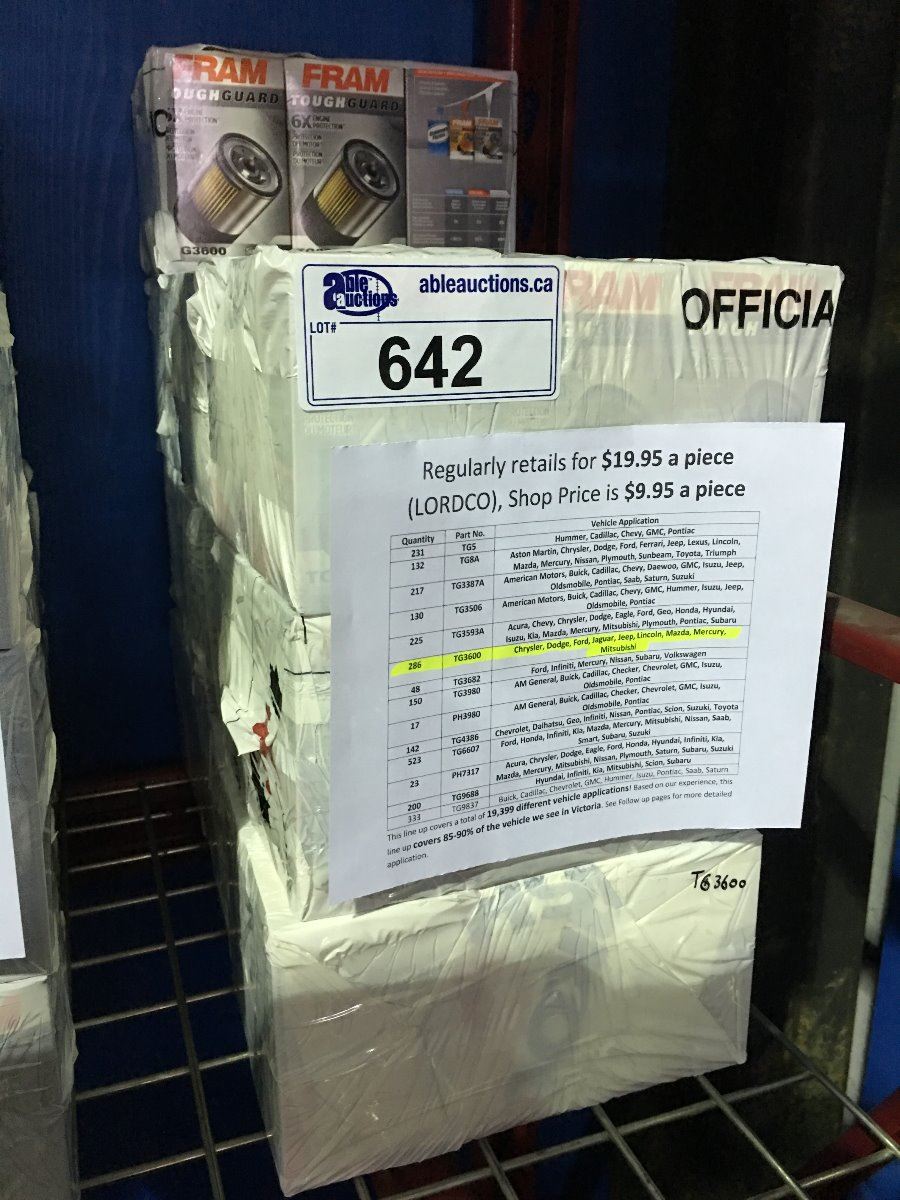 FRAM
FRAM
TOUGHGUARD
6X ENGINE PROTECTION
G3600
able auctions
ableauctions.ca
LOT#
642
FRAM
OFFICIA
Regularly retails for $19.95 a piece
(LORDCO), Shop Price is $9.95 a piece
Quantity Part No. Vehicle Application
231 TG5 Hummer, Cadillac, Chevy, GMC, Pontiac
132 TG8A Aston Martin, Chrysler, Dodge, Ford, Ferrari, Jeep, Lexus, Lincoln,
Mazda, Mercury, Nissan, Plymouth, Sunbeam, Toyota, Triumph
217 TG3387A American Motors, Buick, Cadillac, Chevy, Daewoo, GMC, Isuzu, Jeep,
Oldsmobile, Pontiac, Saab, Saturn, Suzuki
130 TG3506 American Motors, Buick, Cadillac, Chevy, GMC, Hummer, Isuzu, Jeep,
Oldsmobile, Pontiac
225 TG3593A Acura, Chevy, Chrysler, Dodge, Eagle, Ford, Geo, Honda, Hyundai,
Isuzu, Kia, Mazda, Mercury, Mitsubishi, Plymouth, Pontiac, Subaru
286 TG3600 Chrysler, Dodge, Ford, Jaguar, Jeep, Lincoln, Mazda, Mercury,
Mitsubishi
48 TG3682 Ford, Infiniti, Mercury, Nissan, Subaru, Volkswagen
150 TG3980 AM General, Buick, Cadillac, Checker, Chevrolet, GMC, Isuzu,
Oldsmobile, Pontiac
17 PH3980 AM General, Buick, Cadillac, Checker, Chevrolet, GMC, Isuzu,
Oldsmobile, Pontiac
142 TG4386 Chevrolet, Daihatsu, Geo, Infiniti, Nissan, Pontiac, Scion, Suzuki, Toyota
523 TG6607 Ford, Honda, Infiniti, Kia, Mazda, Mercury, Mitsubishi, Nissan, Saab,
Smart, Subaru, Suzuki
23 PH7317 Acura, Chrysler, Dodge, Eagle, Ford, Honda, Hyundai, Infiniti, Kia,
Mazda, Mercury, Mitsubishi, Nissan, Plymouth, Saturn, Subaru, Suzuki
200 TG9688 Hyundai, Infiniti, Kia, Mitsubishi, Scion, Subaru
333 TG9837 Buick, Cadillac, Chevrolet, GMC, Hummer, Isuzu, Pontiac, Saab, Saturn
This line up covers a total of 19,399 different vehicle applications! Based on our experience, this
line up covers 85-90% of the vehicle we see in Victoria. See Follow up pages for more detailed
application.
TG3600